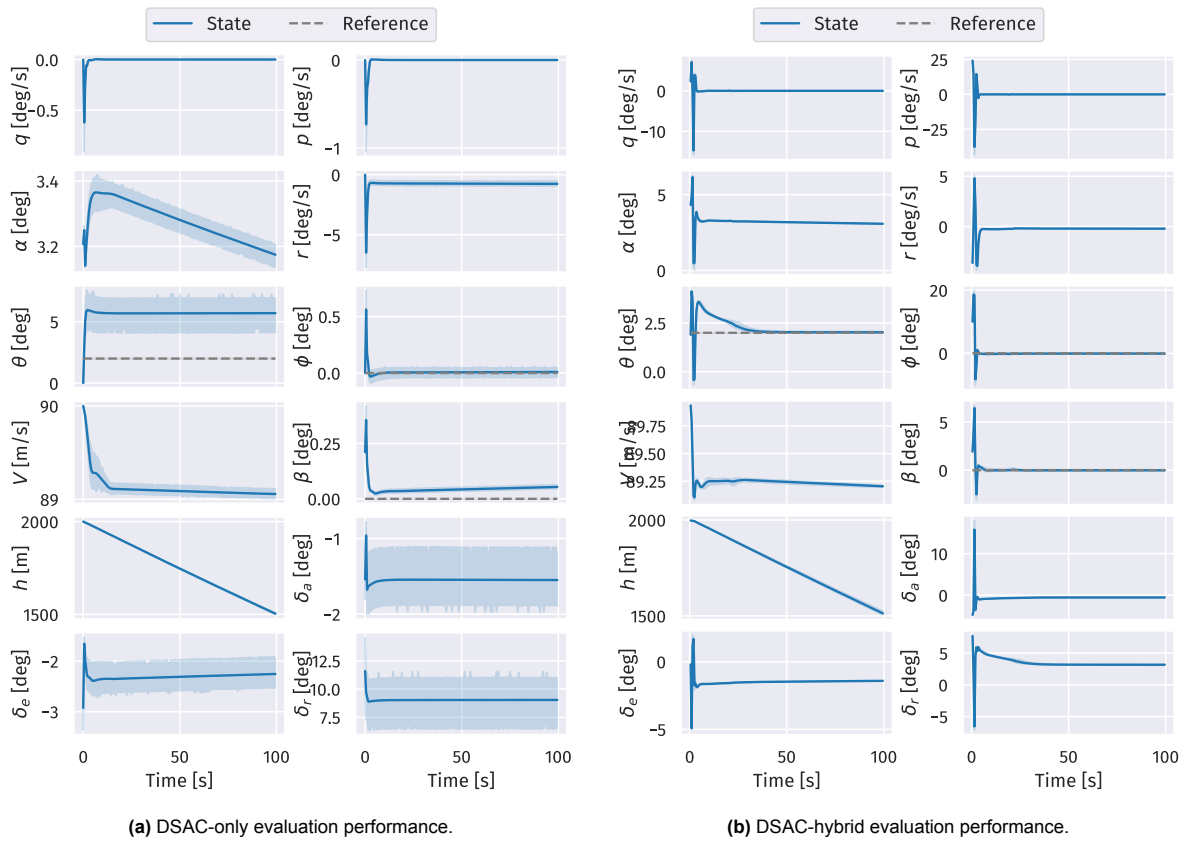 State Reference
State Reference
q [deg/s]
0.0
−0.5
p [deg/s]
0
−1
α [deg]
3.4
3.2
r [deg/s]
0
−5
θ [deg]
5
0
ϕ [deg]
0.5
0.0
V [m/s]
90
89
β [deg]
0.25
0.00
h [m]
2000
1500
δa [deg]
−1
−2
δe [deg]
−2
−3
δr [deg]
12.5
10.0
7.5
0 50 100
Time [s]
0 50 100
Time [s]
(a) DSAC-only evaluation performance.
q [deg/s]
0
−10
p [deg/s]
25
0
−25
α [deg]
5
0
r [deg/s]
5
0
θ [deg]
2.5
0.0
ϕ [deg]
20
0
V [m/s]
89.75
89.50
89.25
β [deg]
5
0
h [m]
2000
1500
δa [deg]
10
0
δe [deg]
0
−5
δr [deg]
5
0
−5
0 50 100
Time [s]
0 50 100
Time [s]
(b) DSAC-hybrid evaluation performance.